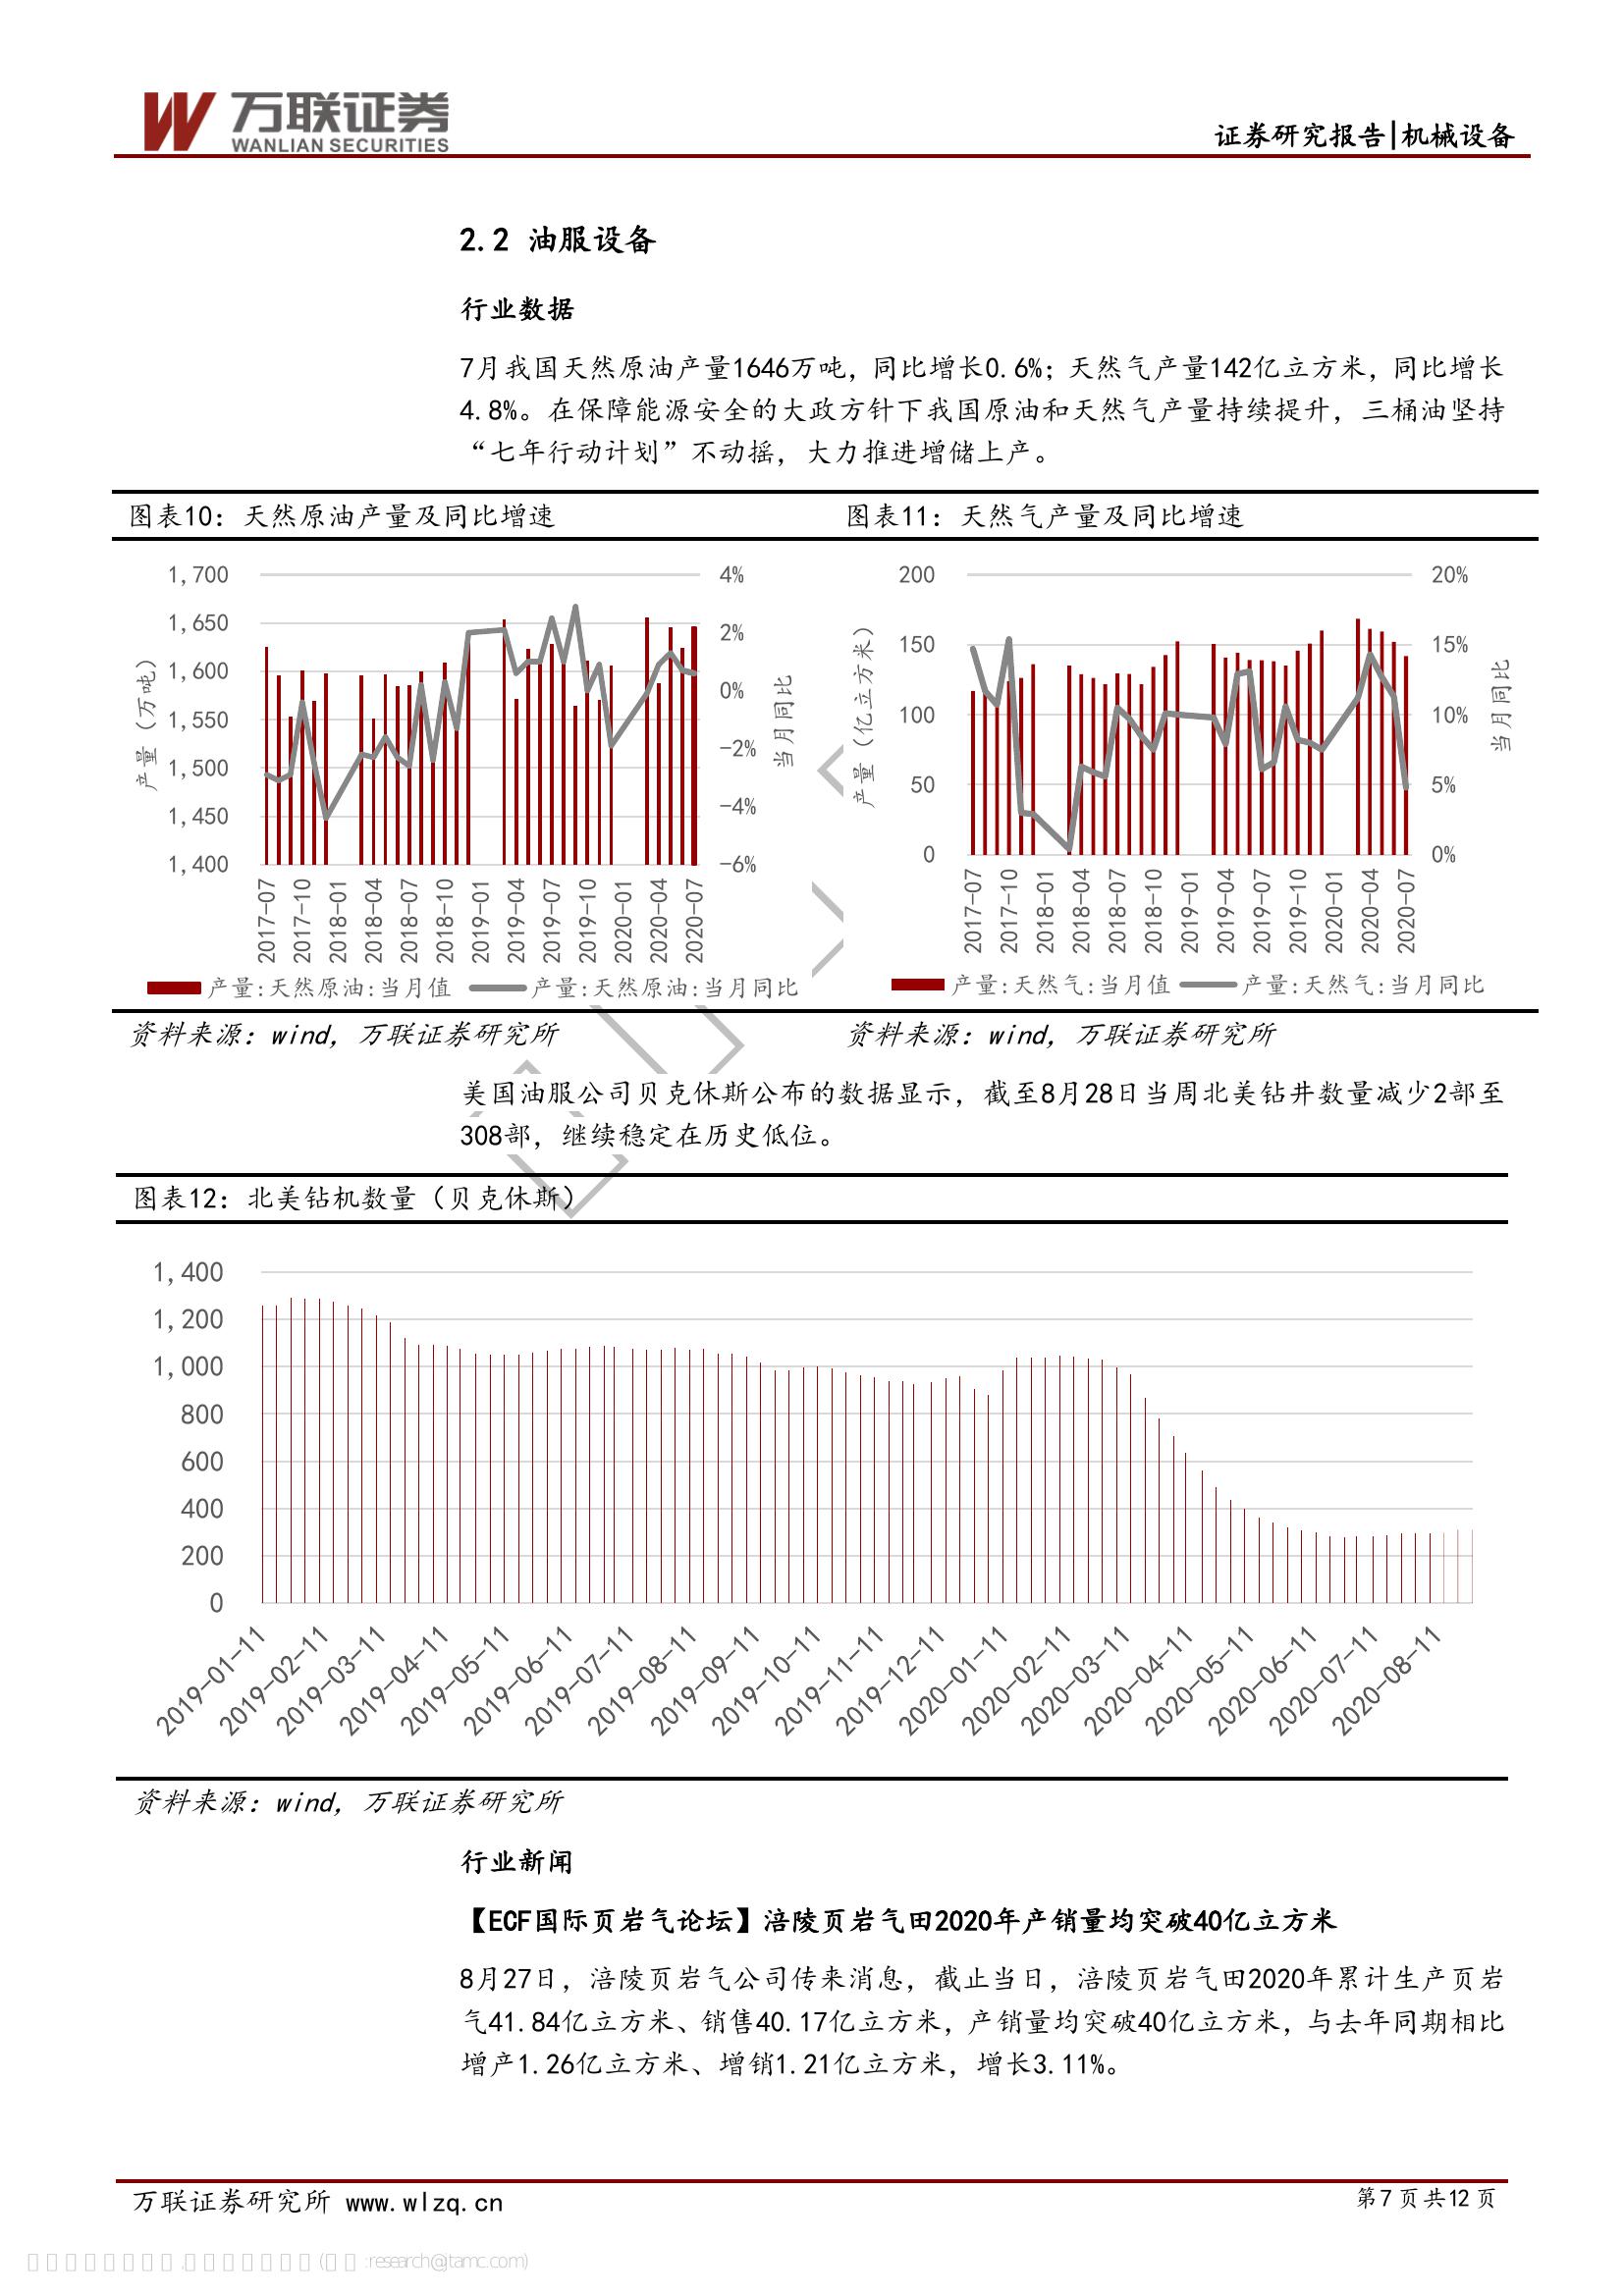 万联证券
WANLIAN SECURITIES
证券研究报告|机械设备
2.2 油服设备
行业数据
7月我国天然原油产量1646万吨，同比增长0.6%；天然气产量142亿立方米，同比增长
4.8%。在保障能源安全的大政方针下我国原油和天然气产量持续提升，三桶油坚持
“七年行动计划”不动摇，大力推进增储上产。
图表10：天然原油产量及同比增速
1,700
1,650
1,600
1,550
1,500
1,450
1,400
产量（万吨）
4%
2%
0%
-2%
-4%
-6%
当月同比
2017-07
2017-10
2018-01
2018-04
2018-07
2018-10
2019-01
2019-04
2019-07
2019-10
2020-01
2020-04
2020-07
产量:天然原油:当月值
产量:天然原油:当月同比
资料来源：wind，万联证券研究所
图表11：天然气产量及同比增速
200
150
100
50
0
产量（亿立方米）
20%
15%
10%
5%
0%
当月同比
2017-07
2017-10
2018-01
2018-04
2018-07
2018-10
2019-01
2019-04
2019-07
2019-10
2020-01
2020-04
2020-07
产量:天然气:当月值
产量:天然气:当月同比
资料来源：wind，万联证券研究所
美国油服公司贝克休斯公布的数据显示，截至8月28日当周北美钻井数量减少2部至
308部，继续稳定在历史低位。
图表12：北美钻机数量（贝克休斯）
1,400
1,200
1,000
800
600
400
200
0
2019-01-11
2019-02-11
2019-03-11
2019-04-11
2019-05-11
2019-06-11
2019-07-11
2019-08-11
2019-09-11
2019-10-11
2019-11-11
2019-12-11
2020-01-11
2020-02-11
2020-03-11
2020-04-11
2020-05-11
2020-06-11
2020-07-11
2020-08-11
资料来源：wind，万联证券研究所
行业新闻
【ECF国际页岩气论坛】涪陵页岩气田2020年产销量均突破40亿立方米
8月27日，涪陵页岩气公司传来消息，截止当日，涪陵页岩气田2020年累计生产页岩
气41.84亿立方米、销售40.17亿立方米，产销量均突破40亿立方米，与去年同期相比
增产1.26亿立方米、增销1.21亿立方米，增长3.11%。
万联证券研究所 www.wlzq.cn
第7页共12页
research@jtamc.com)